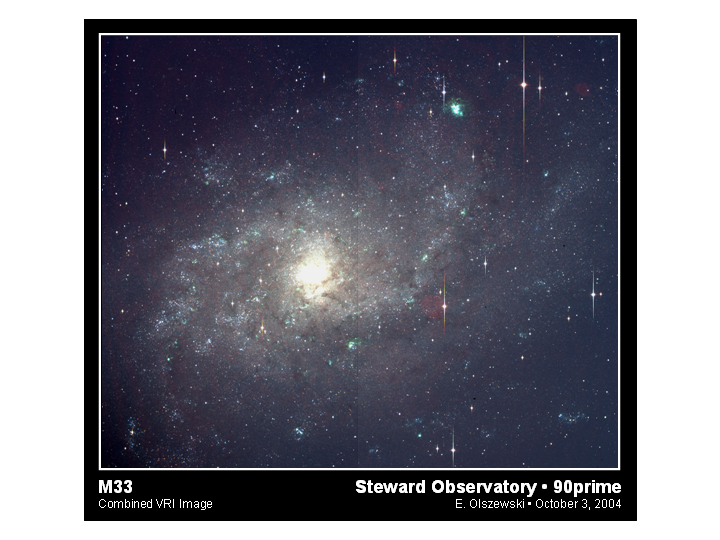 M33
Steward Observatory • 90prime
Combined VRI Image
E. Olszewski • October 3, 2004